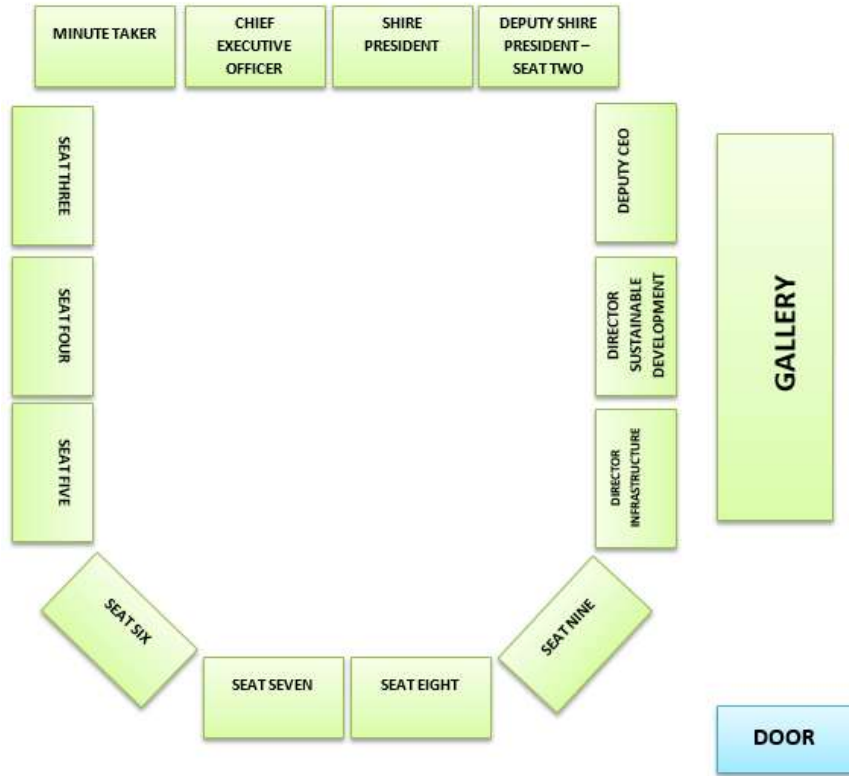 MINUTE TAKER
CHIEF
EXECUTIVE
OFFICER
SHIRE
PRESIDENT
DEPUTY SHIRE
PRESIDENT –
SEAT TWO
SEAT THREE
DEPUTY CEO
SEAT FOUR
DIRECTOR
SUSTAINABLE
DEVELOPMENT
GALLERY
SEAT FIVE
DIRECTOR
INFRASTRUCTURE
SEAT SIX
SEAT NINE
SEAT SEVEN
SEAT EIGHT
DOOR